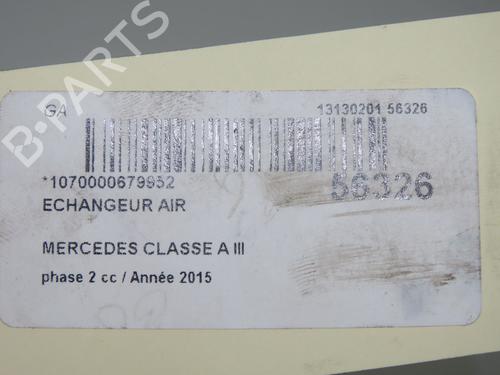 B-PARTS
GA
13130201 56326
*1070000679952
56326
ECHANGEUR AIR
MERCEDES CLASSE A III
phase 2 cc / Année 2015